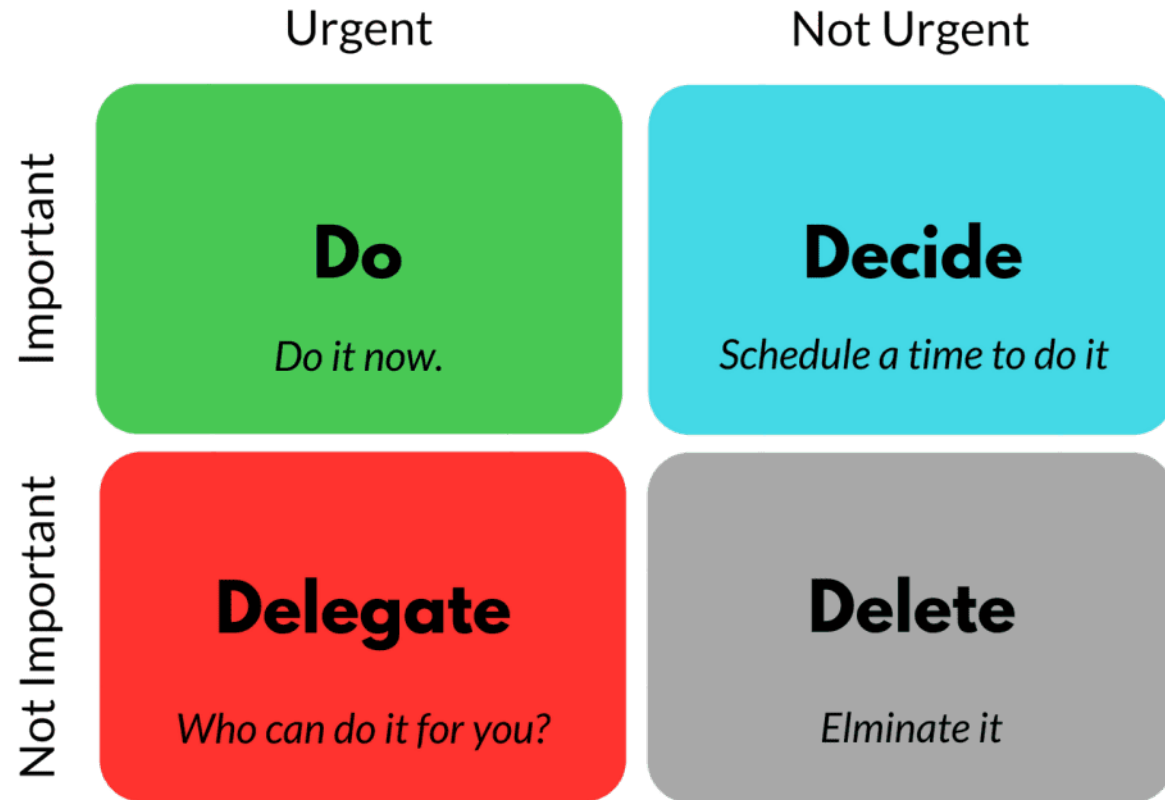 Urgent
Not Urgent
Important
Do
Do it now.
Decide
Schedule a time to do it
Not Important
Delegate
Who can do it for you?
Delete
Elminate it